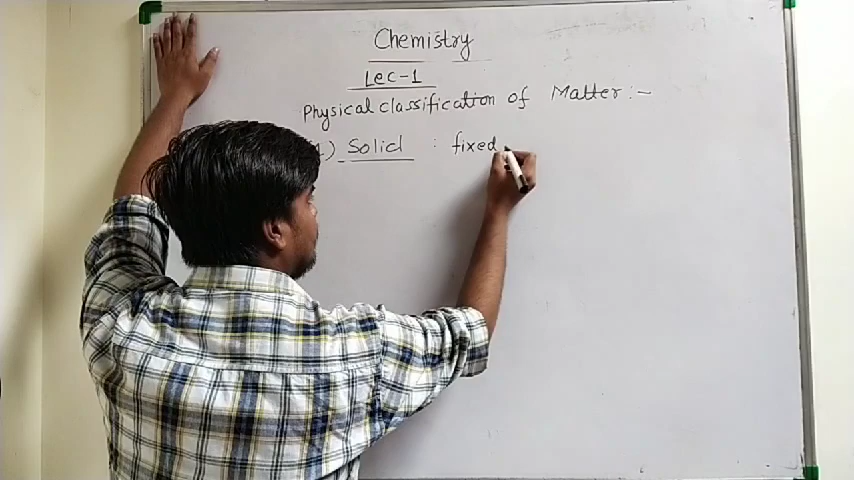 Chemistry
Lec-1
Physical classification of Matter :-
1) Solid : fixed